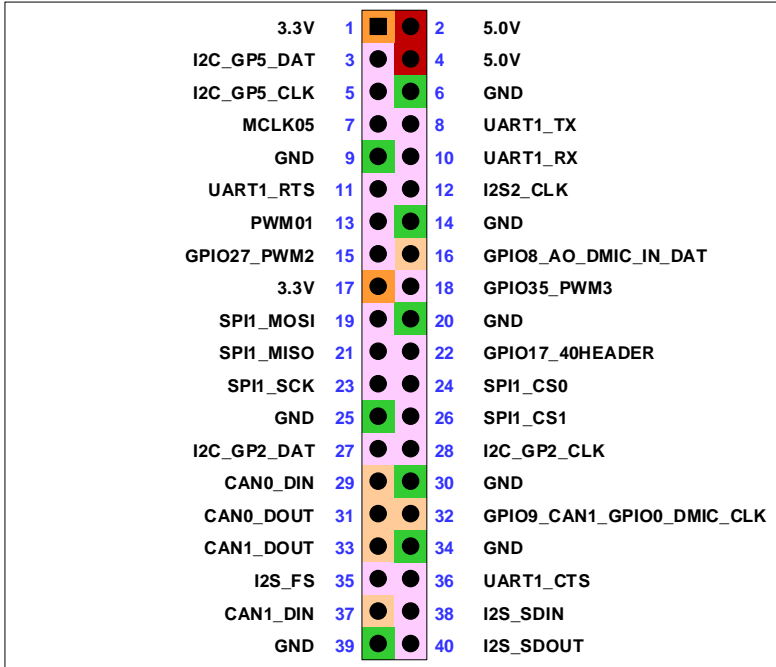 3.3V 1 2 5.0V
I2C_GP5_DAT 3 4 5.0V
I2C_GP5_CLK 5 6 GND
MCLK05 7 8 UART1_TX
GND 9 10 UART1_RX
UART1_RTS 11 12 I2S2_CLK
PWM01 13 14 GND
GPIO27_PWM2 15 16 GPIO8_AO_DMIC_IN_DAT
3.3V 17 18 GPIO35_PWM3
SPI1_MOSI 19 20 GND
SPI1_MISO 21 22 GPIO17_40HEADER
SPI1_SCK 23 24 SPI1_CS0
GND 25 26 SPI1_CS1
I2C_GP2_DAT 27 28 I2C_GP2_CLK
CAN0_DIN 29 30 GND
CAN0_DOUT 31 32 GPIO9_CAN1_GPIO0_DMIC_CLK
CAN1_DOUT 33 34 GND
I2S_FS 35 36 UART1_CTS
CAN1_DIN 37 38 I2S_SDIN
GND 39 40 I2S_SDOUT